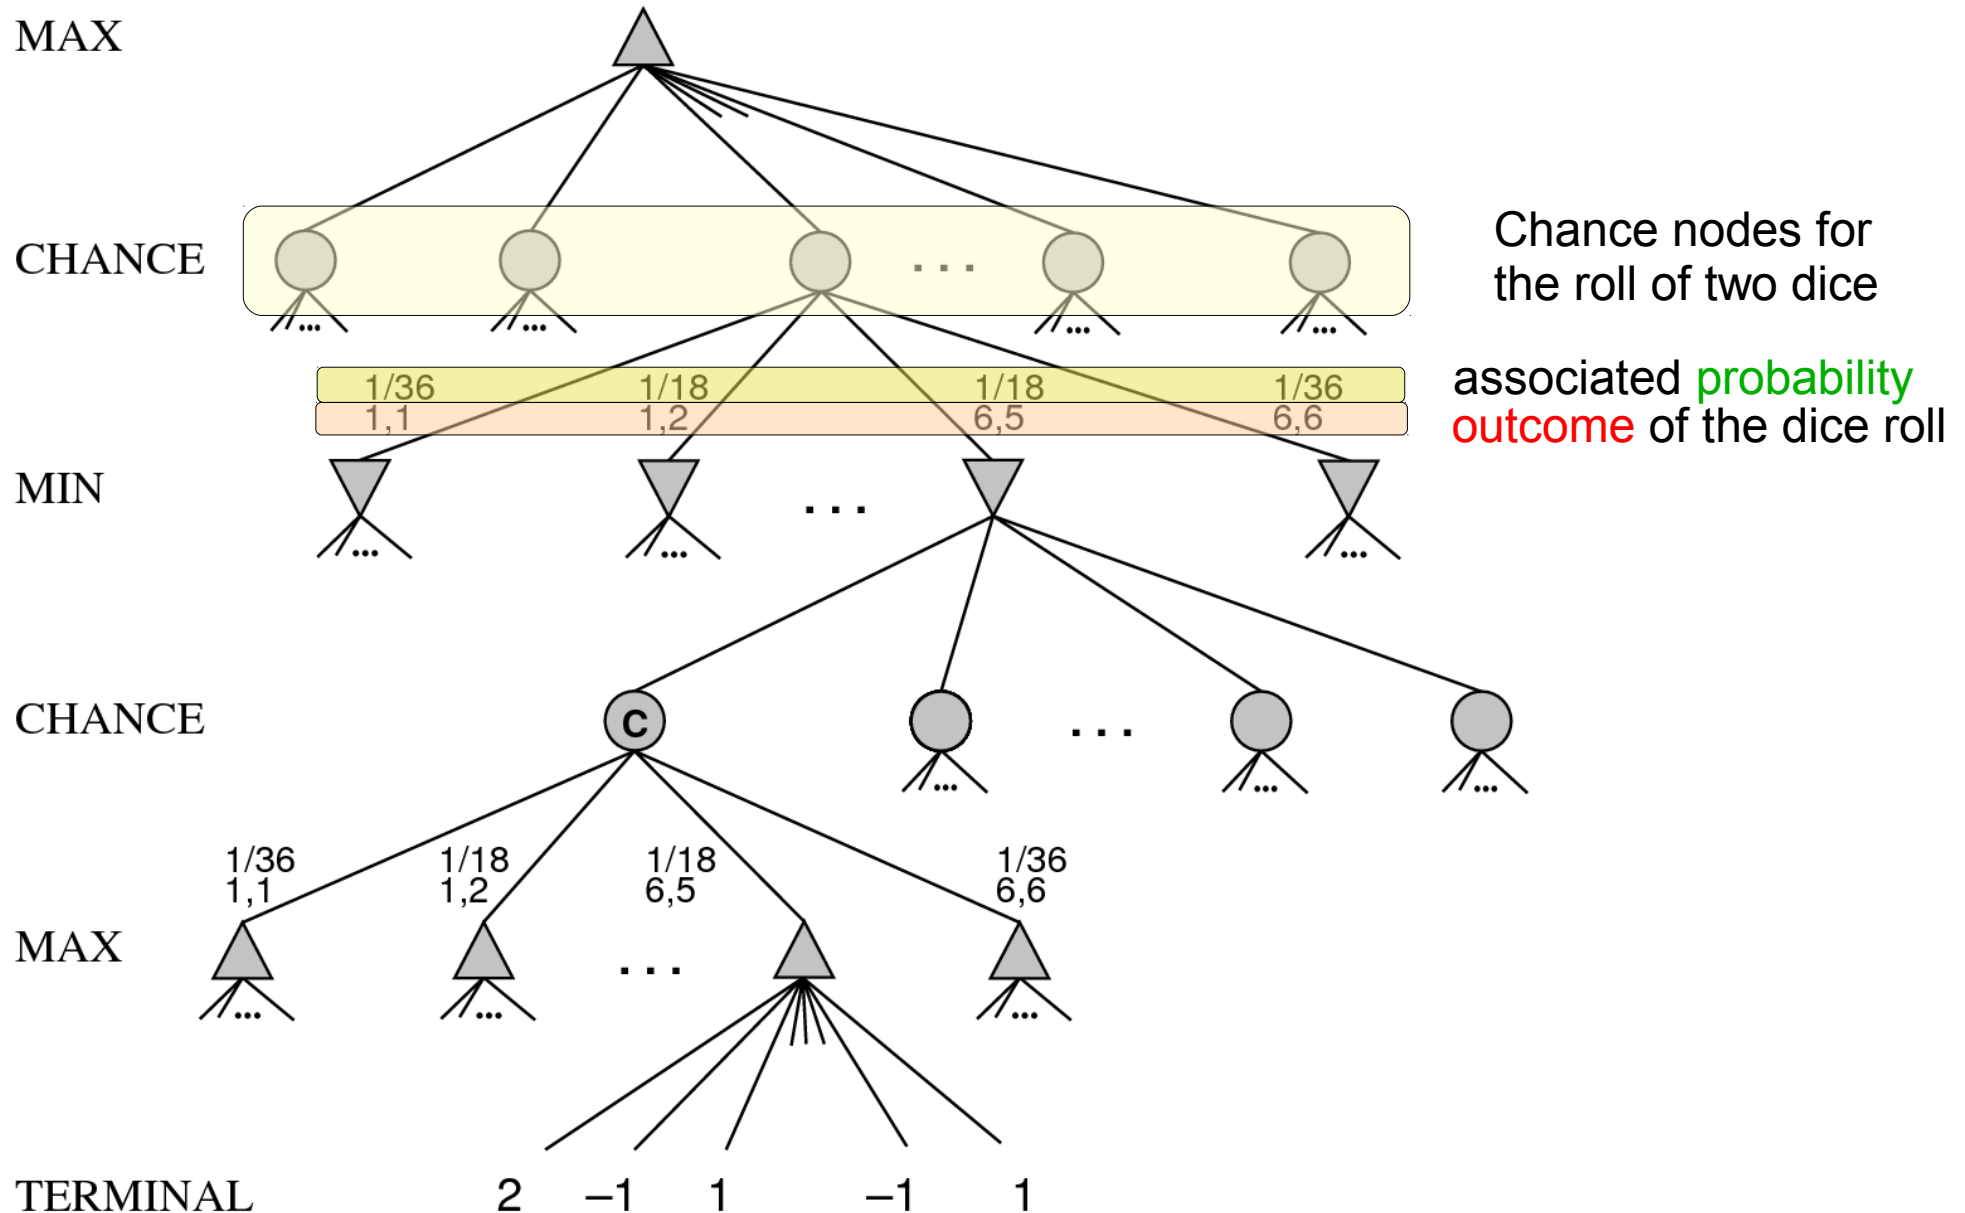 MAX
CHANCE
. . .
... ... ... ...
Chance nodes for
the roll of two dice
1/36 1/18 1/18 1/36
1,1 1,2 6,5 6,6
associated probability
outcome of the dice roll
MIN
. . .
... ... ...
CHANCE
C
. . .
... ... ...
1/36 1/18 1/18 1/36
1,1 1,2 6,5 6,6
MAX
. . .
... ... ...
TERMINAL 2 –1 1 –1 1